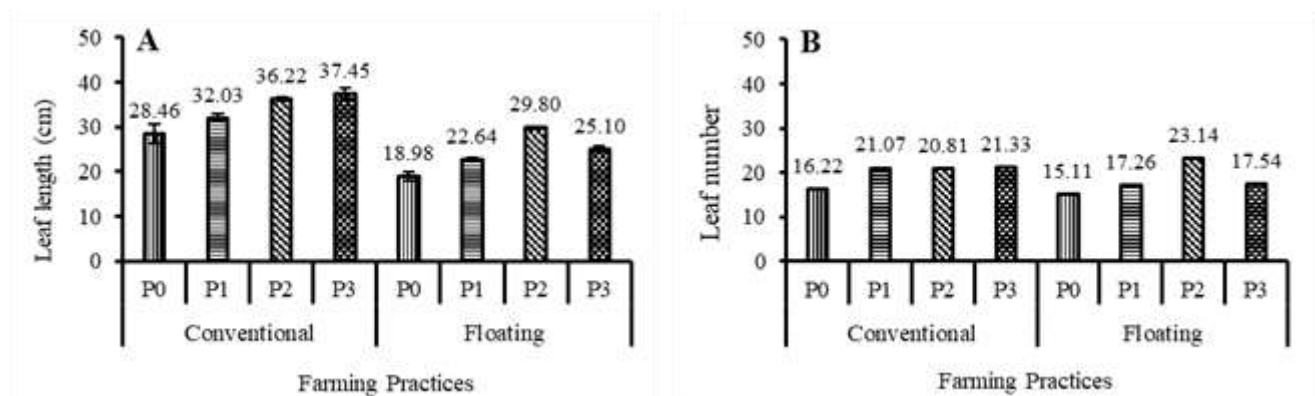 A
Leaf length (cm)
50
40
30
20
10
0
28.46
32.03
36.22
37.45
18.98
22.64
29.80
25.10
P0 P1 P2 P3 P0 P1 P2 P3
Conventional Floating
Farming Practices
B
Leaf number
50
40
30
20
10
0
16.22
21.07
20.81
21.33
15.11
17.26
23.14
17.54
P0 P1 P2 P3 P0 P1 P2 P3
Conventional Floating
Farming Practices